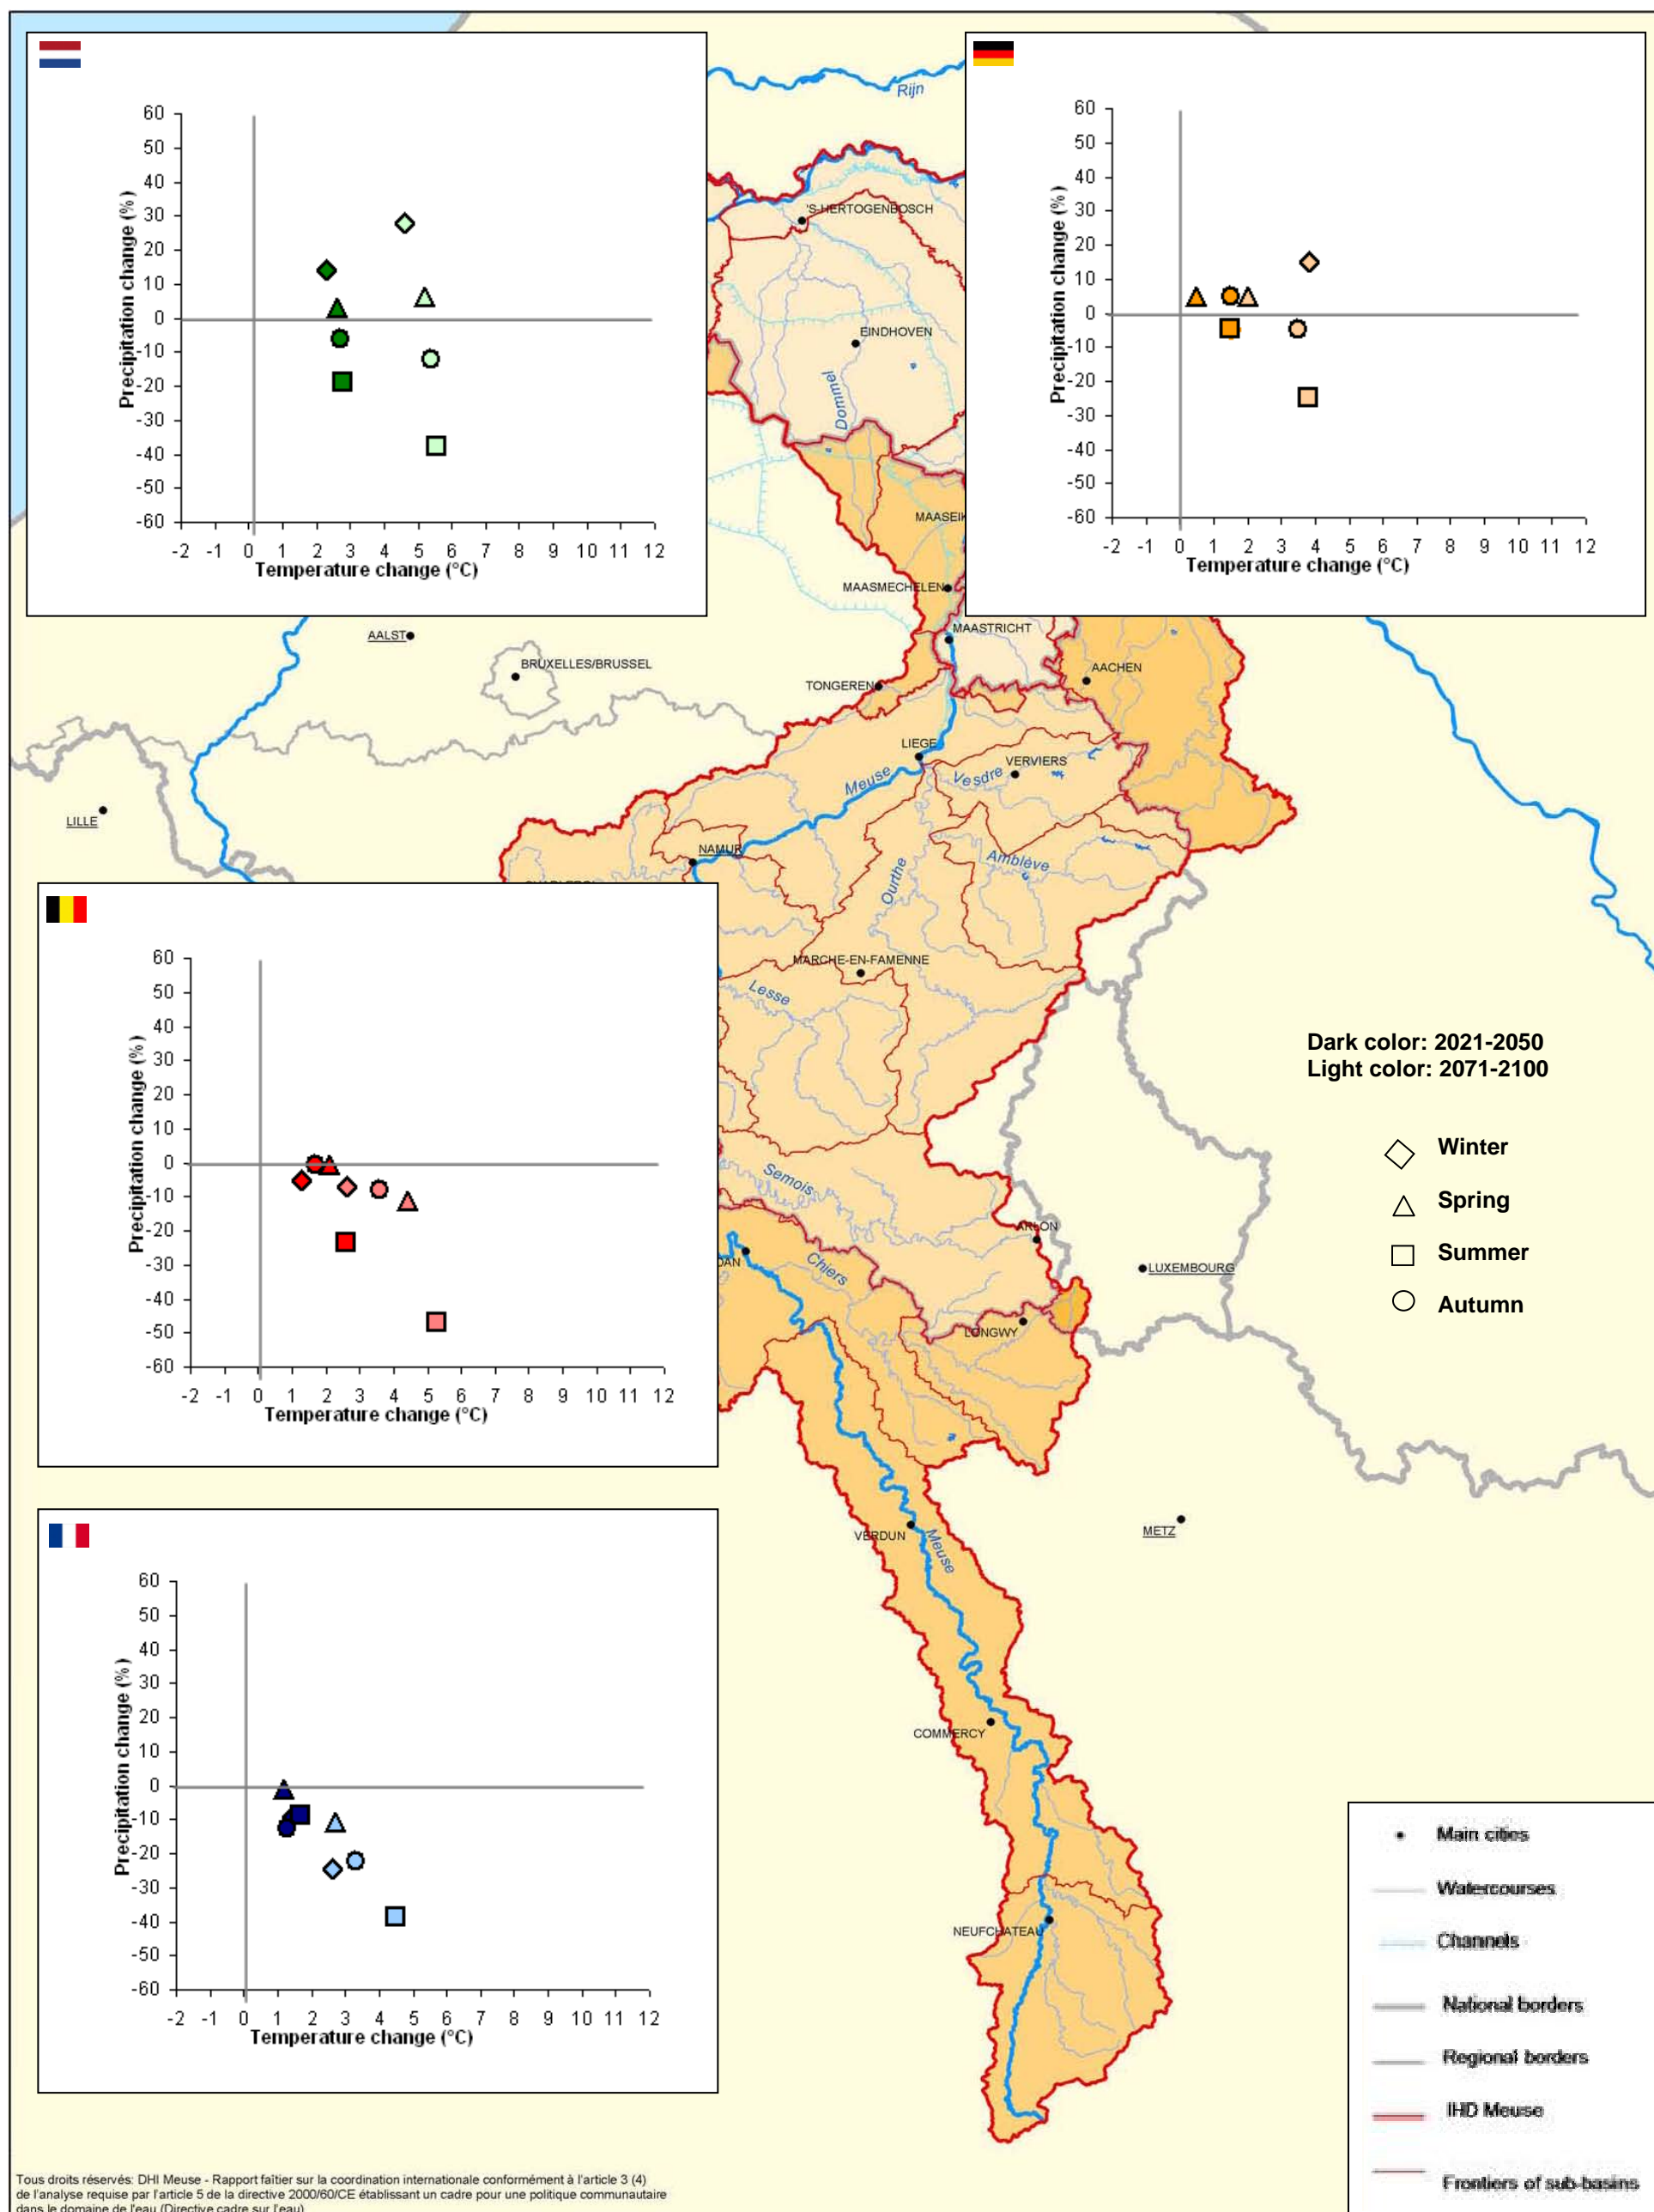 Rijn
60
50
40
30
20
10
0
-10
-20
-30
-40
-50
-60
Precipitation change (%)
-2 -1 0 1 2 3 4 5 6 7 8 9 10 11 12
Temperature change (°C)
60
50
40
30
20
10
0
-10
-20
-30
-40
-50
-60
Precipitation change (%)
-2 -1 0 1 2 3 4 5 6 7 8 9 10 11 12
Temperature change (°C)
'S-HERTOGENBOSCH
EINDHOVEN
Dommel
MAASEIK
MAASMECHELEN
MAASTRICHT
AALST
BRUXELLES/BRUSSEL
TONGEREN
AACHEN
LIEGE
VERVIERS
Meuse
Vesdre
LILLE
NAMUR
Amblève
Ourthe
MARCHE-EN-FAMENNE
Lesse
60
50
40
30
20
10
0
-10
-20
-30
-40
-50
-60
Precipitation change (%)
-2 -1 0 1 2 3 4 5 6 7 8 9 10 11 12
Temperature change (°C)
Dark color: 2021-2050
Light color: 2071-2100
Winter
Spring
Summer
Autumn
Semois
ARLON
DAN
Chiers
LUXEMBOURG
LONGWY
VERDUN
Meuse
METZ
60
50
40
30
20
10
0
-10
-20
-30
-40
-50
-60
Precipitation change (%)
-2 -1 0 1 2 3 4 5 6 7 8 9 10 11 12
Temperature change (°C)
COMMERCY
NEUFCHATEAU
Main cities
Watercourses
Channels
National borders
Regional borders
IHD Meuse
Frontiers of sub-basins
Tous droits réservés: DHI Meuse - Rapport faîtier sur la coordination internationale conformément à l'article 3 (4)
de l'analyse requise par l'article 5 de la directive 2000/60/CE établissant un cadre pour une politique communautaire
dans le domaine de l'eau (Directive cadre sur l'eau)